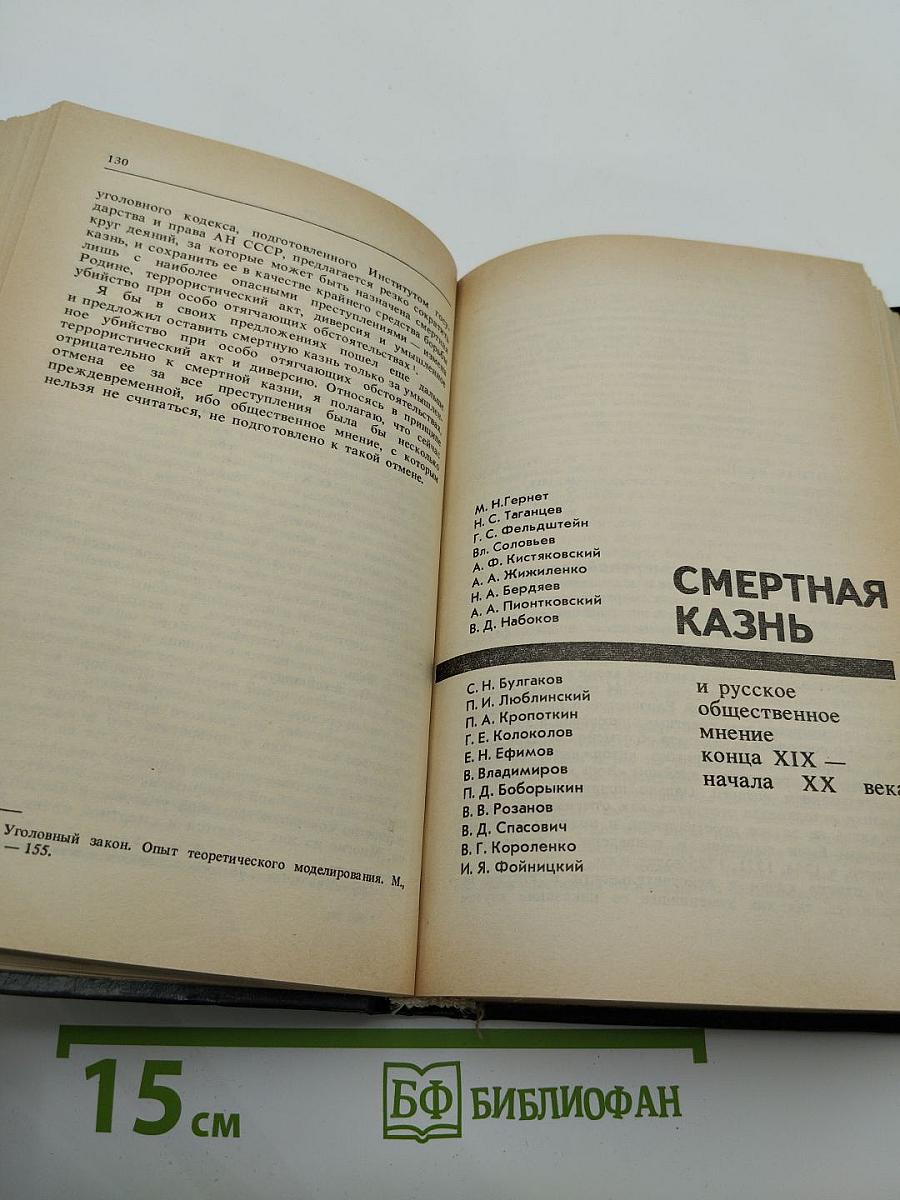 130
уголовного кодекса, подготовленного Институтом госу-
дарства и права АН СССР, предлагается резко сократить
круг деяний, за которые может быть назначена смертная
казнь, и сохранить ее в качестве крайнего средства борьбы
лишь с наиболее опасными преступлениями — измена
Родине, террористический акт, диверсия и умышленное
убийство при особо отягчающих обстоятельствах¹.
Я бы в своих предложениях пошел еще дальше
и предложил оставить смертную казнь только за умышлен-
ное убийство при особо отягчающих обстоятельствах,
террористический акт и диверсию. Относясь в принципе
отрицательно к смертной казни, я полагаю, что сейчас
отмена ее за все преступления была бы несколько
преждевременной, ибо общественное мнение, с которым
нельзя не считаться, не подготовлено к такой отмене.
Уголовный закон. Опыт теоретического моделирования. М.,
— 155.
М. Н.Гернет
Н. С. Таганцев
Г. С. Фельдштейн
Вл. Соловьев
А. Ф. Кистяковский
А. А. Жижиленко
Н. А. Бердяев
А. А. Пионтковский
В. Д. Набоков
СМЕРТНАЯ
КАЗНЬ
С. Н. Булгаков
П. И. Люблинский
П. А. Кропоткин
Г. Е. Колоколов
Е. Н. Ефимов
В. Владимиров
П. Д. Боборыкин
В. В. Розанов
В. Д. Спасович
В. Г. Короленко
И. Я. Фойницкий
и русское
общественное
мнение
конца XIX —
начала XX века
15 см
БФ БИБЛИОФАН